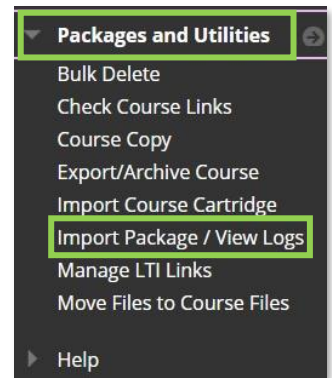 Packages and Utilities
Bulk Delete
Check Course Links
Course Copy
Export/Archive Course
Import Course Cartridge
Import Package / View Logs
Manage LTI Links
Move Files to Course Files
Help